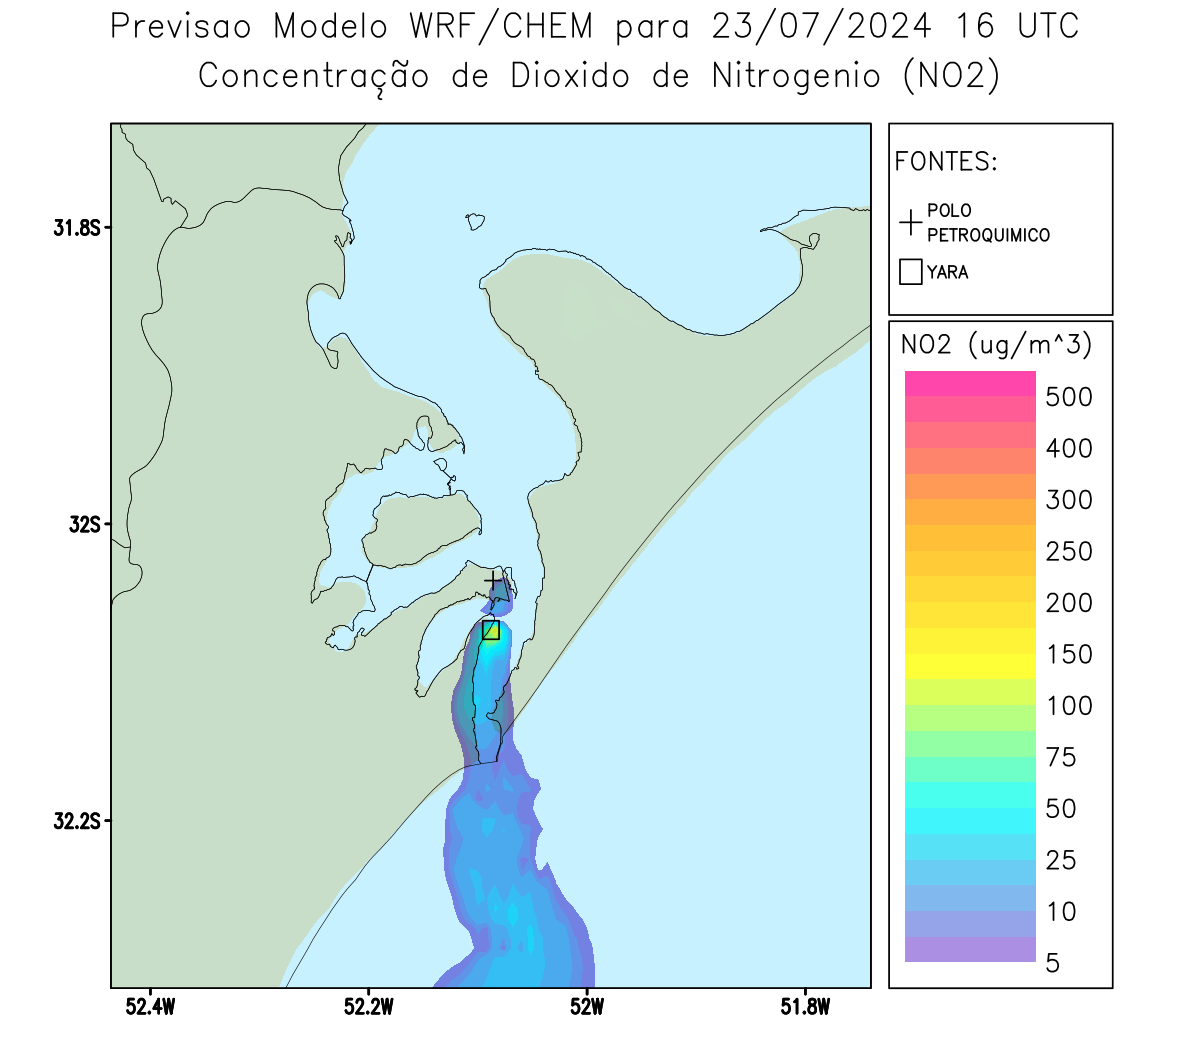 Previsao Modelo WRF/CHEM para 23/07/2024 16 UTC
Concentração de Dioxido de Nitrogenio (NO2)
FONTES:
POLO
PETROQUIMICO
YARA
31.8S
32S
32.2S
52.4W
52.2W
52W
51.8W
NO2 (ug/m^3)
500
400
300
250
200
150
100
75
50
25
10
5